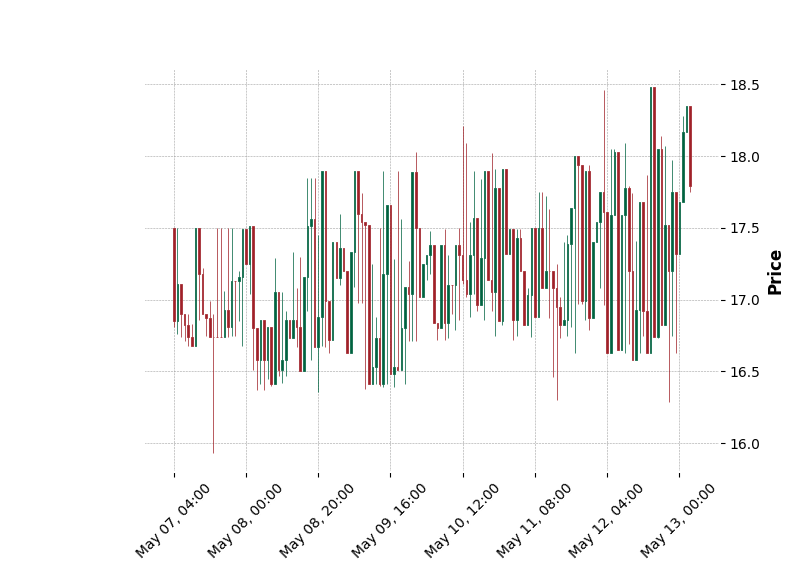 18.5
18.0
17.5
17.0
16.5
16.0
Price
May 07, 04:00
May 08, 00:00
May 08, 20:00
May 09, 16:00
May 10, 12:00
May 11, 08:00
May 12, 04:00
May 13, 00:00